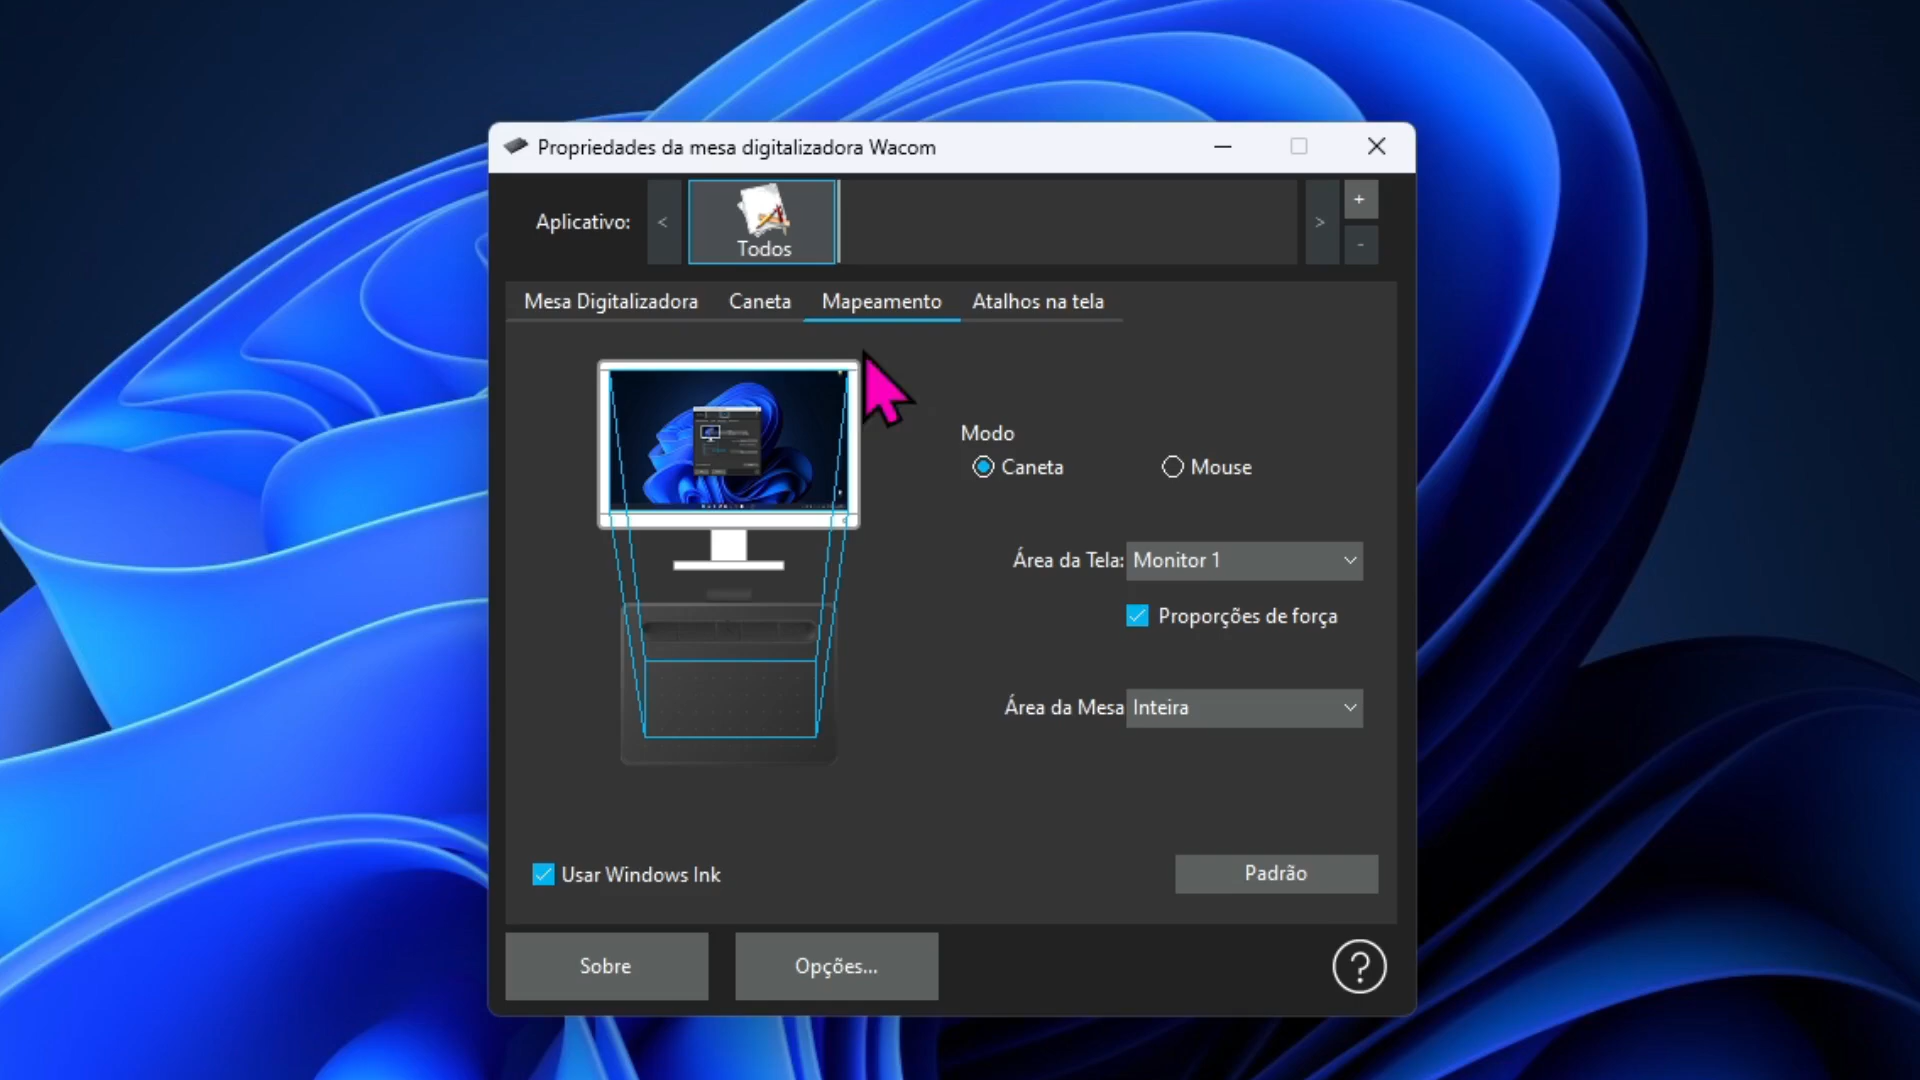 Propriedades da mesa digitalizadora Wacom
Aplicativo:
<
Todos
>
+
-
Mesa Digitalizadora
Caneta
Mapeamento
Atalhos na tela
Modo
Caneta
Mouse
Área da Tela:
Monitor 1
Proporções de força
Área da Mesa
Inteira
Usar Windows Ink
Padrão
Sobre
Opções...
?